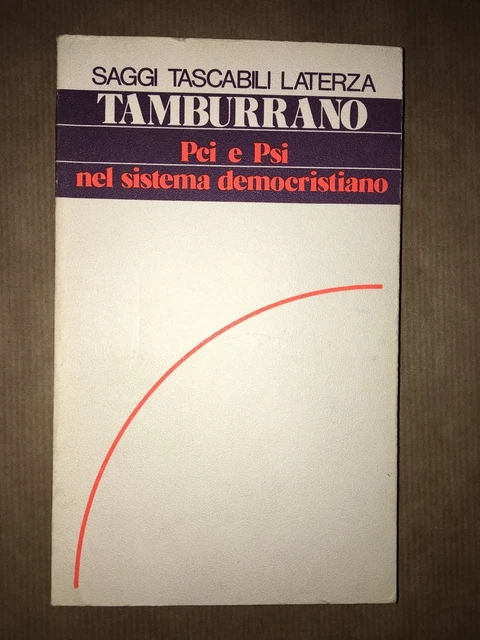 SAGGI TASCABILI LATERZA
TAMBURRANO
Pci e Psi
nel sistema democristiano